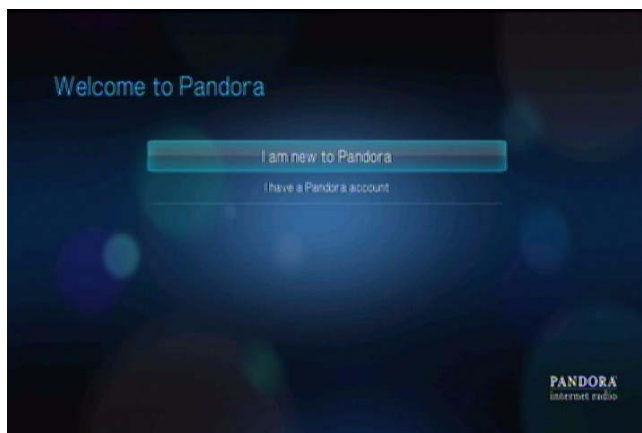 Welcome to Pandora
I am new to Pandora
I have a Pandora account
PANDORA
internet radio